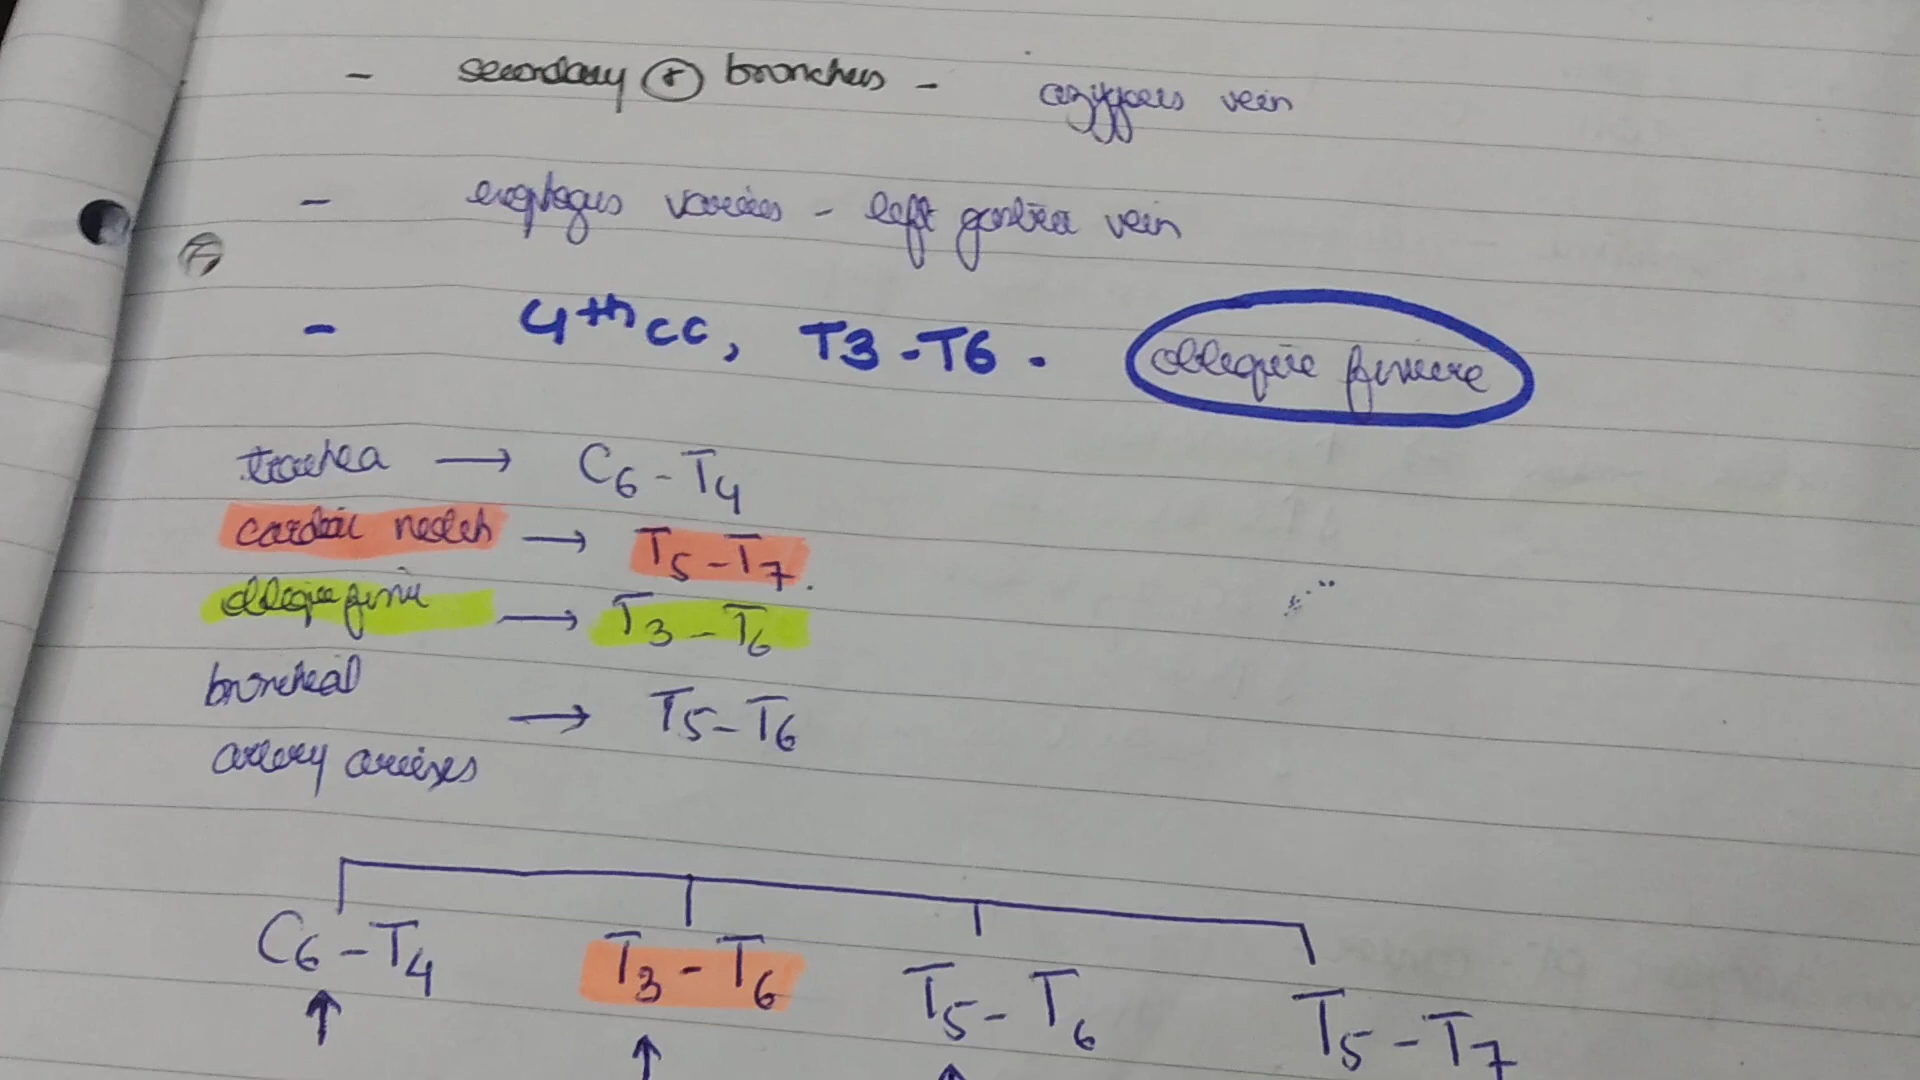 - secondary (r) bronchus - azygous vein
- esophagus varices - left gastric vein
- 4th CC, T3-T6. oblique fissure
trachea → C6-T4
cardiac notch → T5-T7.
oblique → T3-T6
bronchial → T5-T6
artery arises
C6-T4 T3-T6 T5-T6 T5-T7